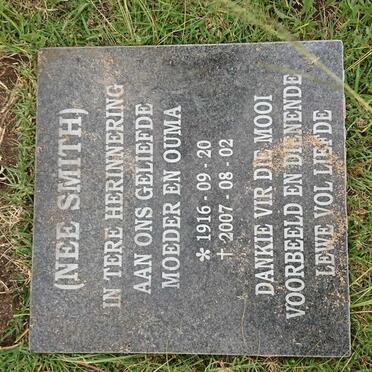 (NEE SMITH)
IN TERE HERINNERING
AAN ONS GELIEFDE
MOEDER EN OUMA
* 1916 - 09 - 20
† 2007 - 08 - 02
DANKIE VIR DIE MOOI
VOORBEELD EN DIENENDE
LEWE VOL LIEFDE